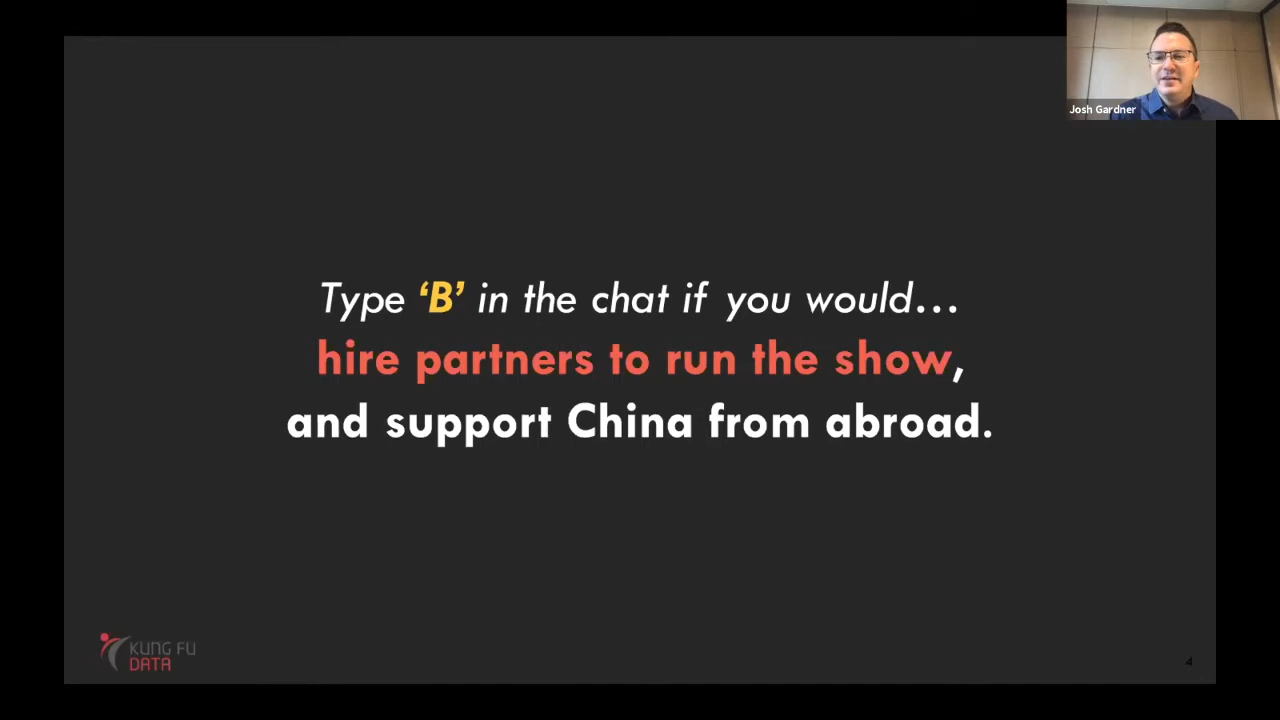 Josh Gardner
Type ‘B’ in the chat if you would…
hire partners to run the show,
and support China from abroad.
KUNG FU
DATA
4